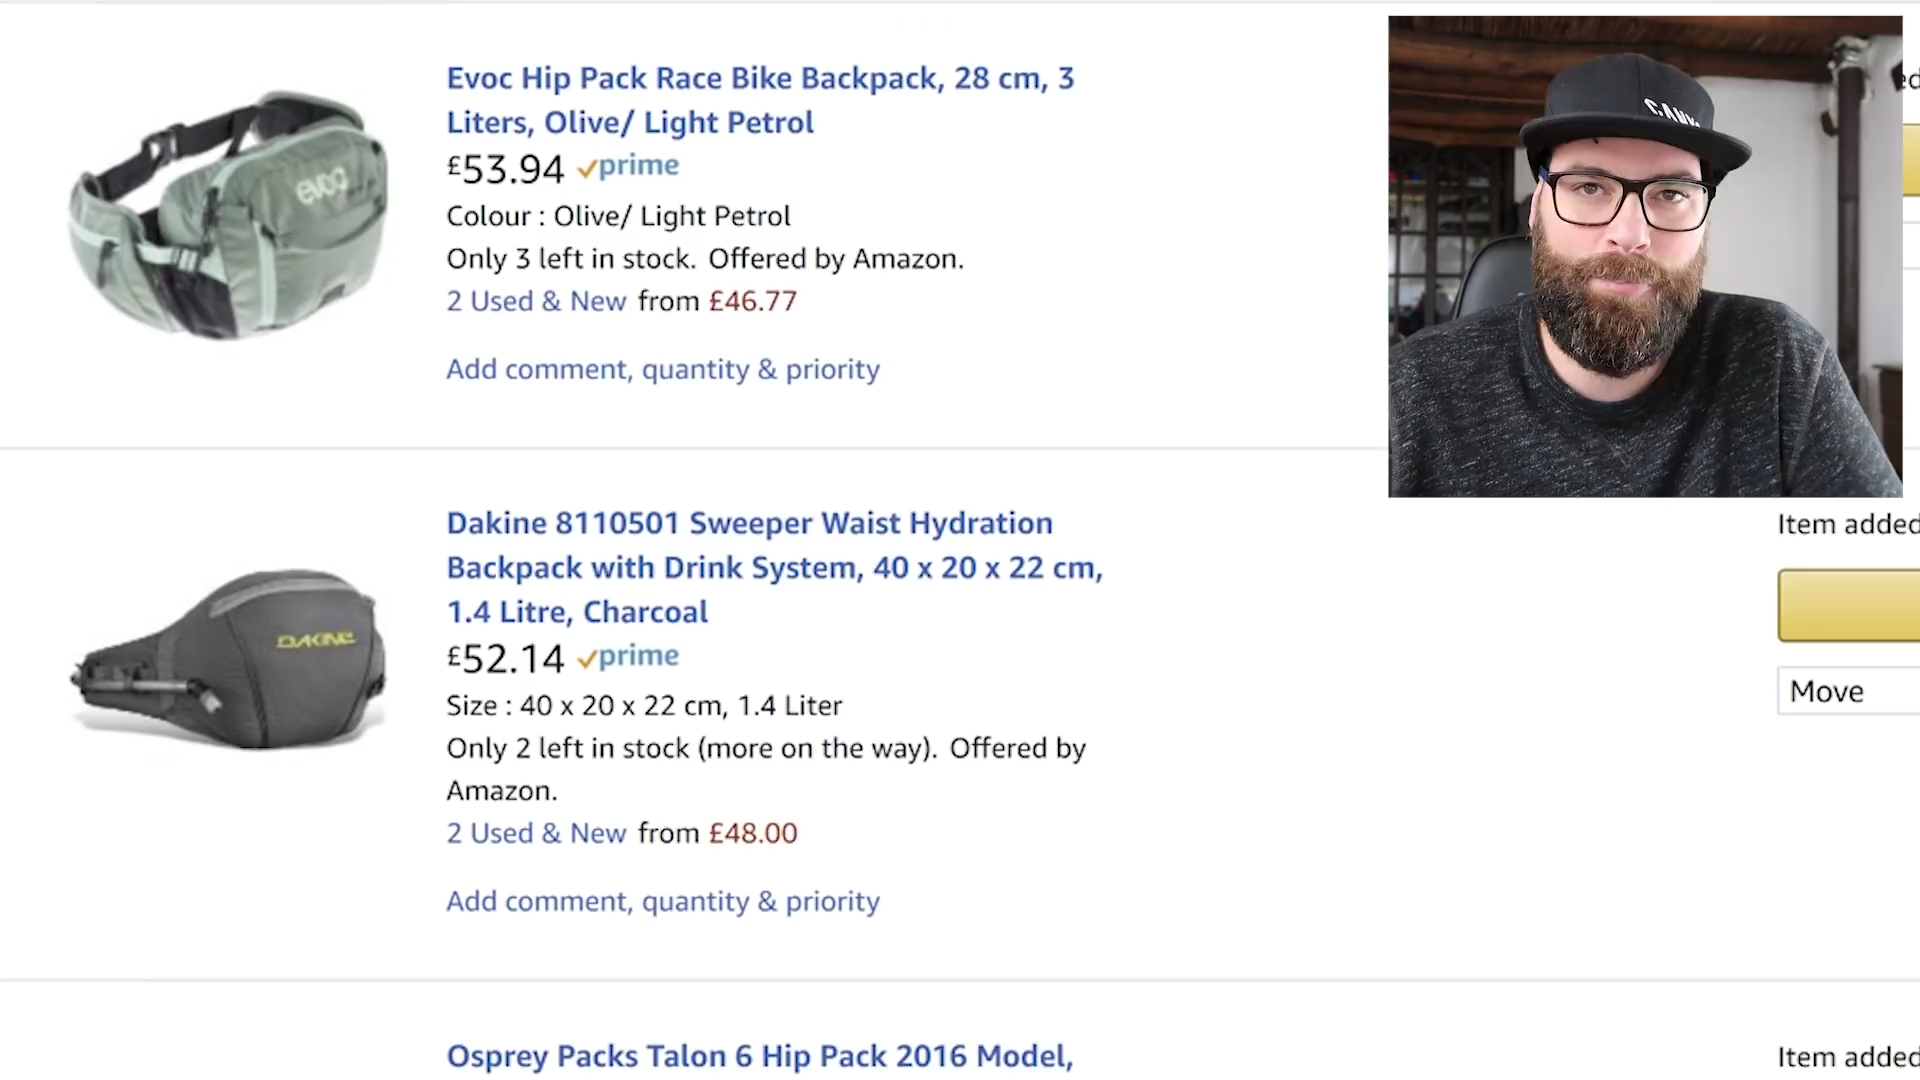 Evoc Hip Pack Race Bike Backpack, 28 cm, 3
Liters, Olive/ Light Petrol
£53.94 prime
Colour : Olive/ Light Petrol
Only 3 left in stock. Offered by Amazon.
2 Used & New from £46.77
Add comment, quantity & priority
evoc
Dakine 8110501 Sweeper Waist Hydration
Backpack with Drink System, 40 x 20 x 22 cm,
1.4 Litre, Charcoal
£52.14 prime
Size : 40 x 20 x 22 cm, 1.4 Liter
Only 2 left in stock (more on the way). Offered by
Amazon.
2 Used & New from £48.00
Add comment, quantity & priority
DAKINE
Item added
Move
Osprey Packs Talon 6 Hip Pack 2016 Model,
Item added